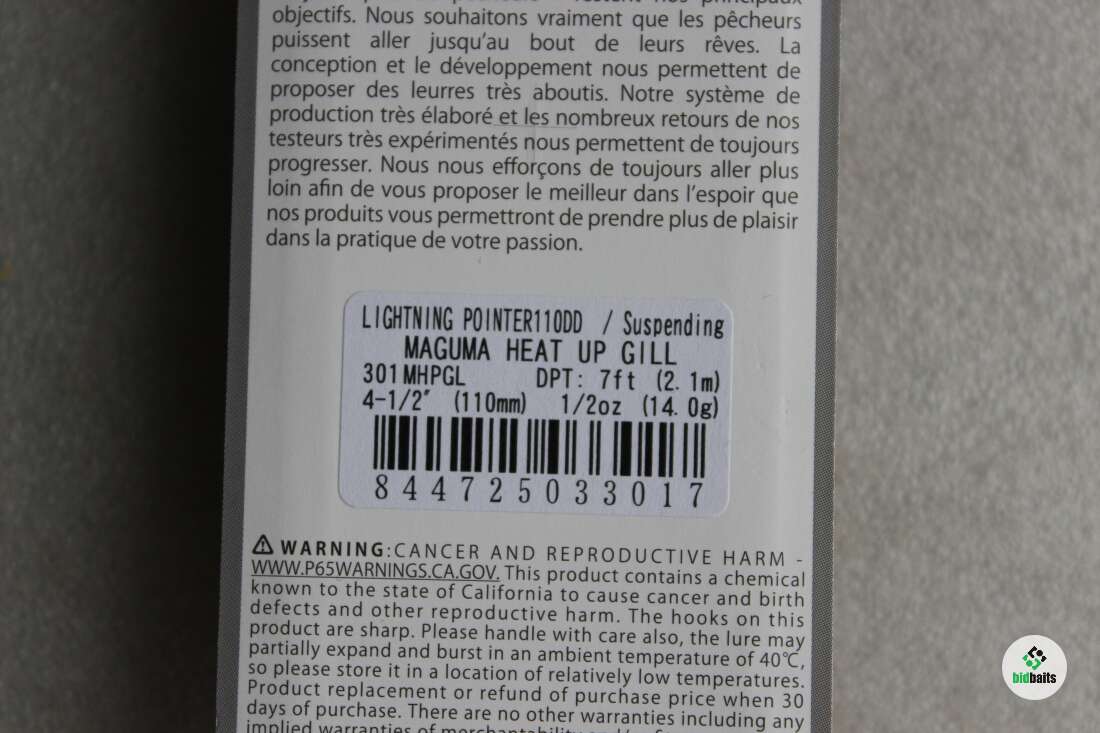 objectifs. Nous souhaitons vraiment que les pêcheurs
puissent aller jusqu'au bout de leurs rêves. La
conception et le développement nous permettent de
proposer des leurres très aboutis. Notre système de
production très élaboré et les nombreux retours de nos
testeurs très expérimentés nous permettent de toujours
progresser. Nous nous efforçons de toujours aller plus
loin afin de vous proposer le meilleur dans l'espoir que
nos produits vous permettront de prendre plus de plaisir
dans la pratique de votre passion.
LIGHTNING POINTER110DD / Suspending
MAGUMA HEAT UP GILL
301MHPGL DPT: 7ft (2.1m)
4-1/2" (110mm) 1/2oz (14.0g)
844725033017
⚠ WARNING:CANCER AND REPRODUCTIVE HARM -
WWW.P65WARNINGS.CA.GOV. This product contains a chemical
known to the state of California to cause cancer and birth
defects and other reproductive harm. The hooks on this
product are sharp. Please handle with care also, the lure may
partially expand and burst in an ambient temperature of 40℃,
so please store it in a location of relatively low temperatures.
Product replacement or refund of purchase price when 30
days of purchase. There are no other warranties including any
implied warranties of merchantability
bidbaits